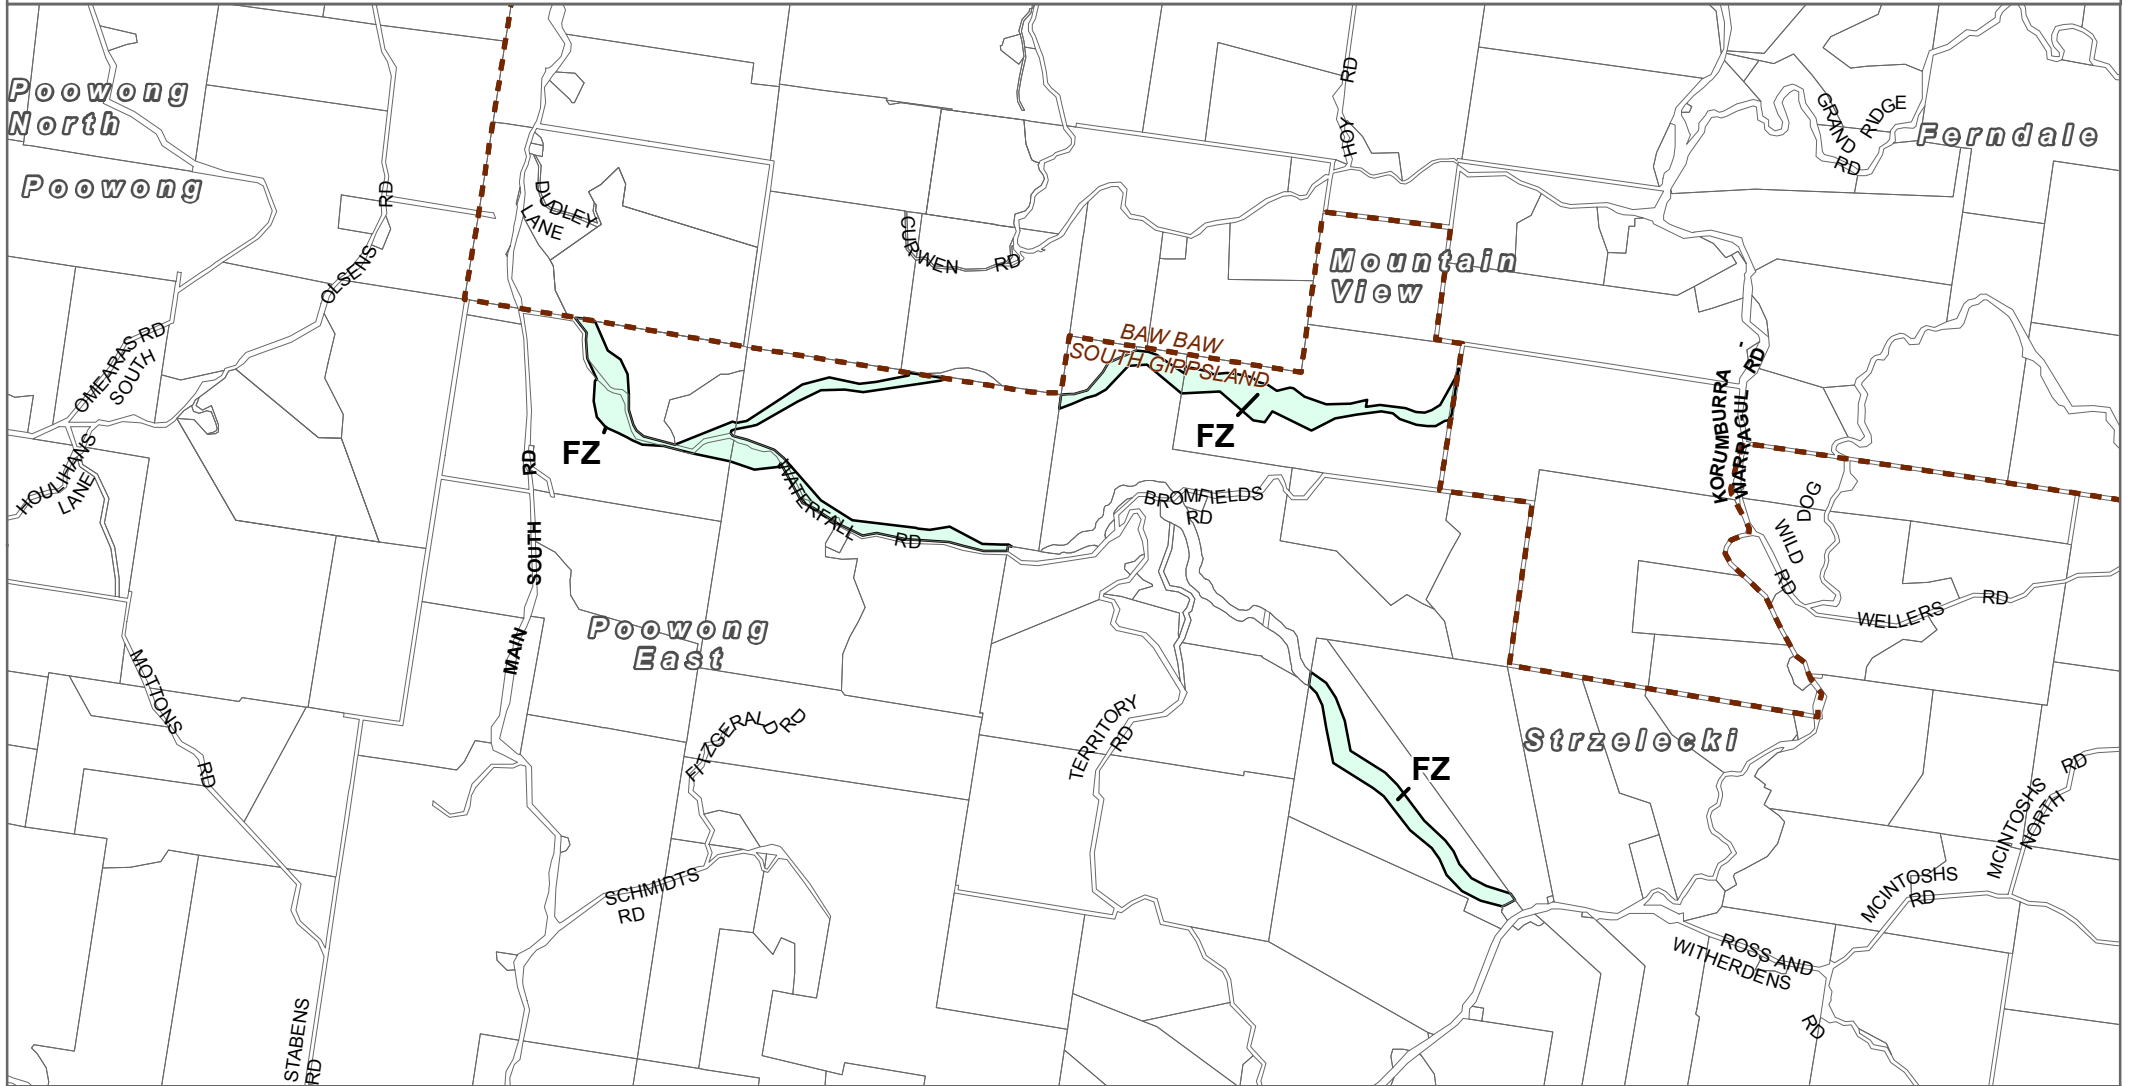 Poowong
North
Poowong
RD
OLSENS
OMEARAS RD
SOUTH
HOULIHANS
LANE
MOTTONS
RD
STABENS
RD
DUDLEY
LANE
CURWEN RD
HOY RD
GRAND
RIDGE
RD
Ferndale
Mountain
View
BAW BAW
SOUTH GIPPSLAND
FZ
FZ
FZ
WATERFALL
RD
BROMFIELDS
RD
KORUMBURRA
-
WARRAGUL RD
WILD
DOG
RD
WELLERS RD
MAIN SOUTH RD
Poowong
East
FITZGERALD RD
TERRITORY
RD
SCHMIDTS
RD
Strzelecki
MCINTOSHS
NORTH
RD
MCINTOSHS
RD
ROSS AND
WITHERDENS
RD